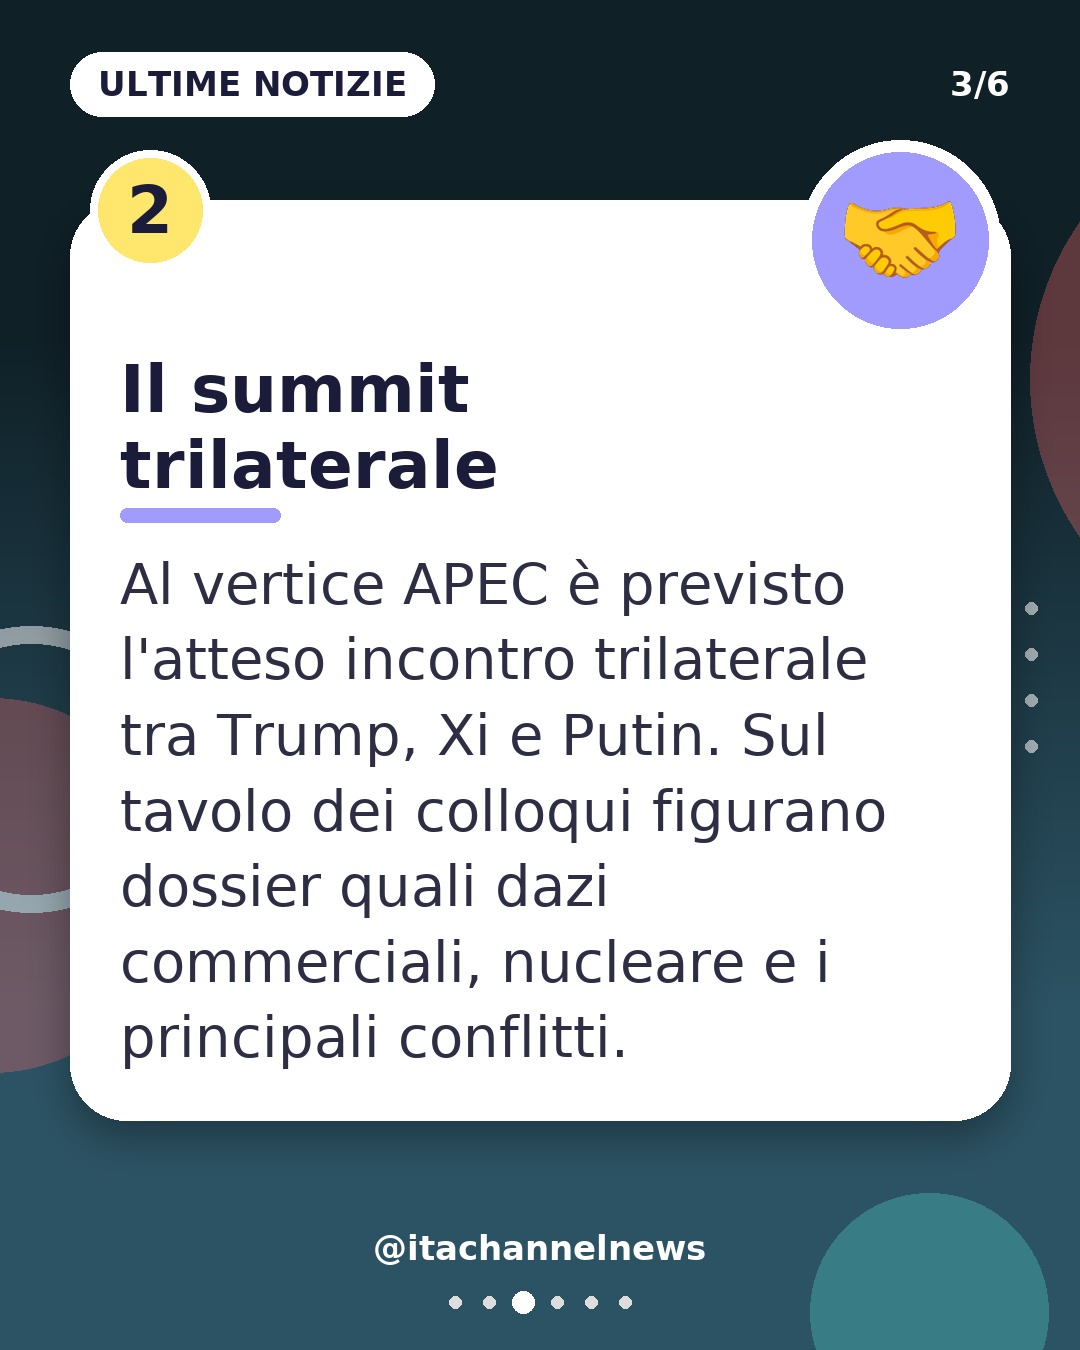 ULTIME NOTIZIE
3/6
2
Il summit
trilaterale
Al vertice APEC è previsto
l'atteso incontro trilaterale
tra Trump, Xi e Putin. Sul
tavolo dei colloqui figurano
dossier quali dazi
commerciali, nucleare e i
principali conflitti.
@itachannelnews